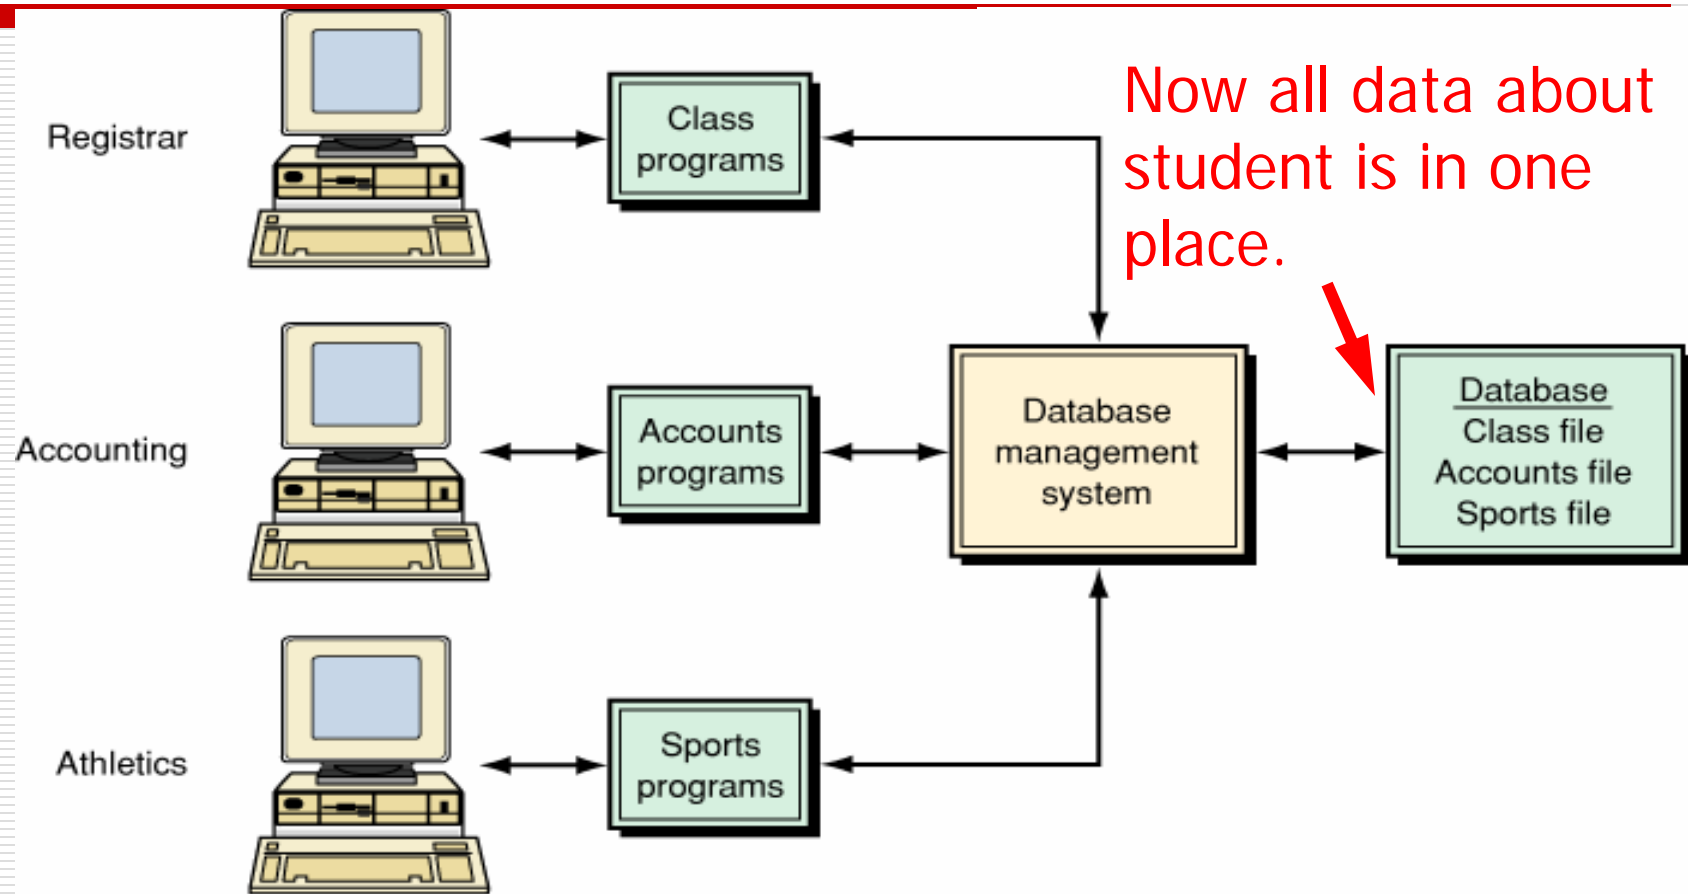 Now all data about
student is in one
place.
Registrar
Class
programs
Accounting
Accounts
programs
Database
management
system
Database
Class file
Accounts file
Sports file
Athletics
Sports
programs